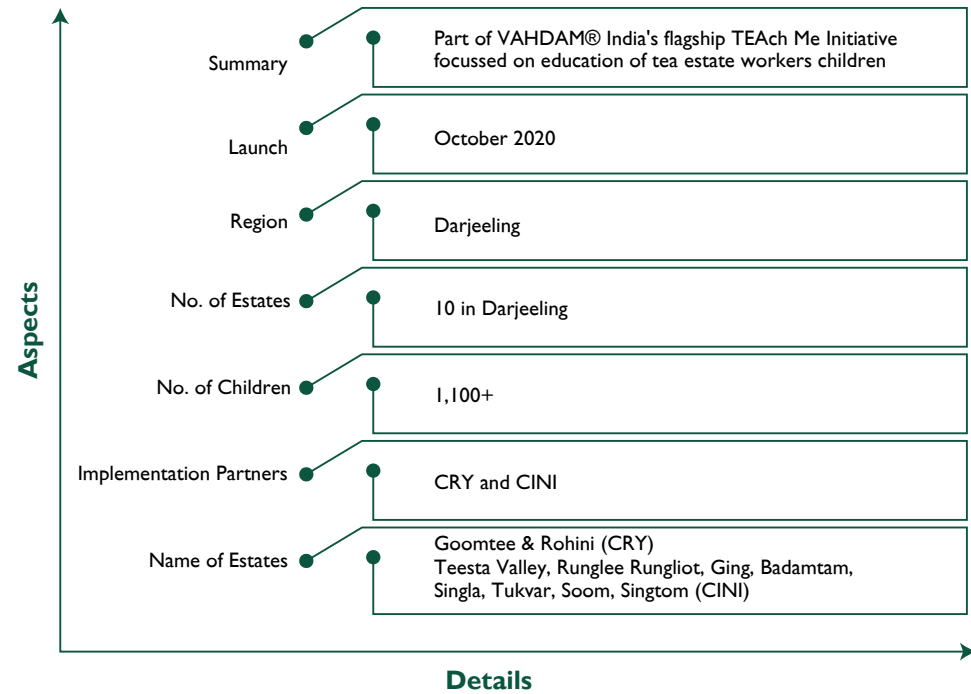 Summary
Part of VAHDAM® India's flagship TEAch Me Initiative
focussed on education of tea estate workers children
Launch
October 2020
Region
Darjeeling
No. of Estates
10 in Darjeeling
No. of Children
1,100+
Implementation Partners
CRY and CINI
Name of Estates
Goomtee & Rohini (CRY)
Teesta Valley, Runglee Rungliot, Ging, Badamtam,
Singla, Tukvar, Soom, Singtom (CINI)
Aspects
Details